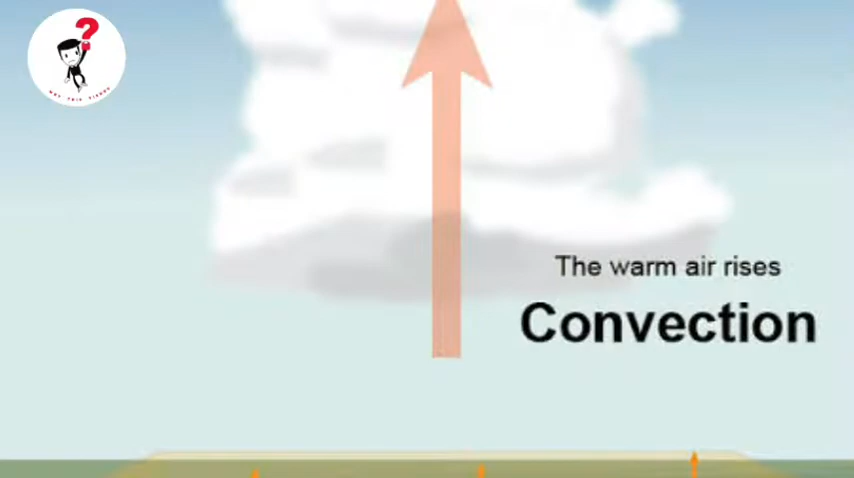 ?
The warm air rises
Convection